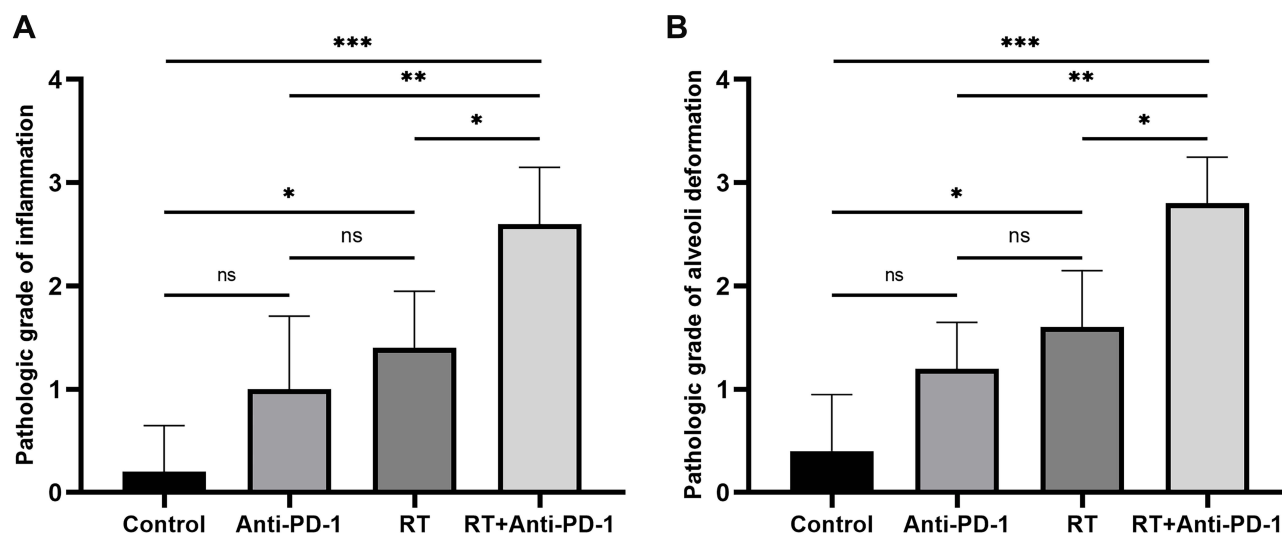 A
Pathologic grade of inflammation
4
3
2
1
0
***
**
*
*
ns
ns
Control
Anti-PD-1
RT
RT+Anti-PD-1
B
Pathologic grade of alveoli deformation
4
3
2
1
0
***
**
*
*
ns
ns
Control
Anti-PD-1
RT
RT+Anti-PD-1